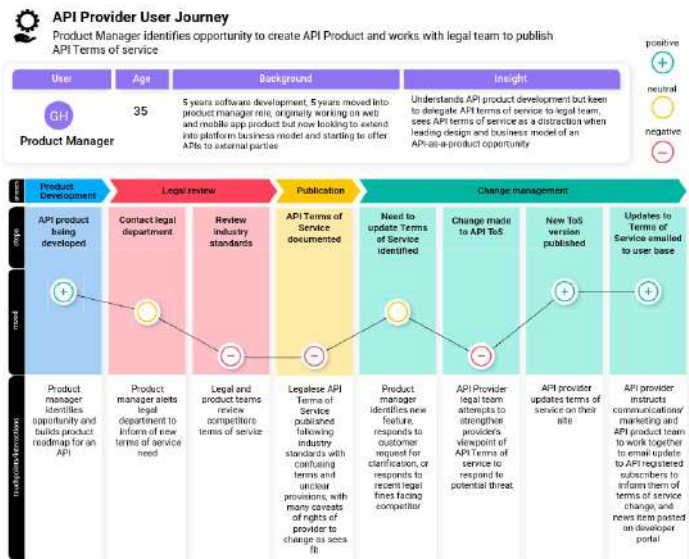 API Provider User Journey
Product Manager identifies opportunity to create API Product and works with legal team to publish
API Terms of service
positive
neutral
negative
User
Age
Background
Insight
GH
Product Manager
35
5 years software development, 5 years moved into
product manager role, originally working on web
and mobile app product but now looking to extend
into platform business model and starting to offer
APIs to external parties
Understands API product development but keen
to delegate API terms of service to legal team,
sees API terms of service as a distraction when
leading design and business model of an
API-as-a-product opportunity
phases
Product
Development
Legal review
Publication
Change management
steps
API product
being
developed
Contact legal
department
Review
industry
standards
API Terms of
Service
documented
Need to
update Terms
of Service
identified
Change made
to API ToS
New ToS
version
published
Updates to
Terms of
Service emailed
to user base
mood
touchpoints/interactions
Product
manager
identifies
opportunity and
builds product
roadmap for an
API
Product
manager alerts
legal
department to
inform of new
terms of service
need
Legal and
product teams
review
competitors
terms of service
Legalese API
Terms of
Service
published
following
industry
standards with
confusing
terms and
unclear
provisions, with
many caveats
of rights of
provider to
change as sees
fit
Product
manager
identifies new
feature,
responds to
customer
request for
clarification, or
responds to
recent legal
fines facing
competitor
API Provider
legal team
attempts to
strengthen
provider's
viewpoint of
API Terms of
service to
respond to
potential threat
API provider
updates terms of
service on their
site
API provider
instructs
communications/
marketing and
API product team
to work together
to email update
to API registered
subscribers to
inform them of
terms of service
change, and
news item posted
on developer
portal